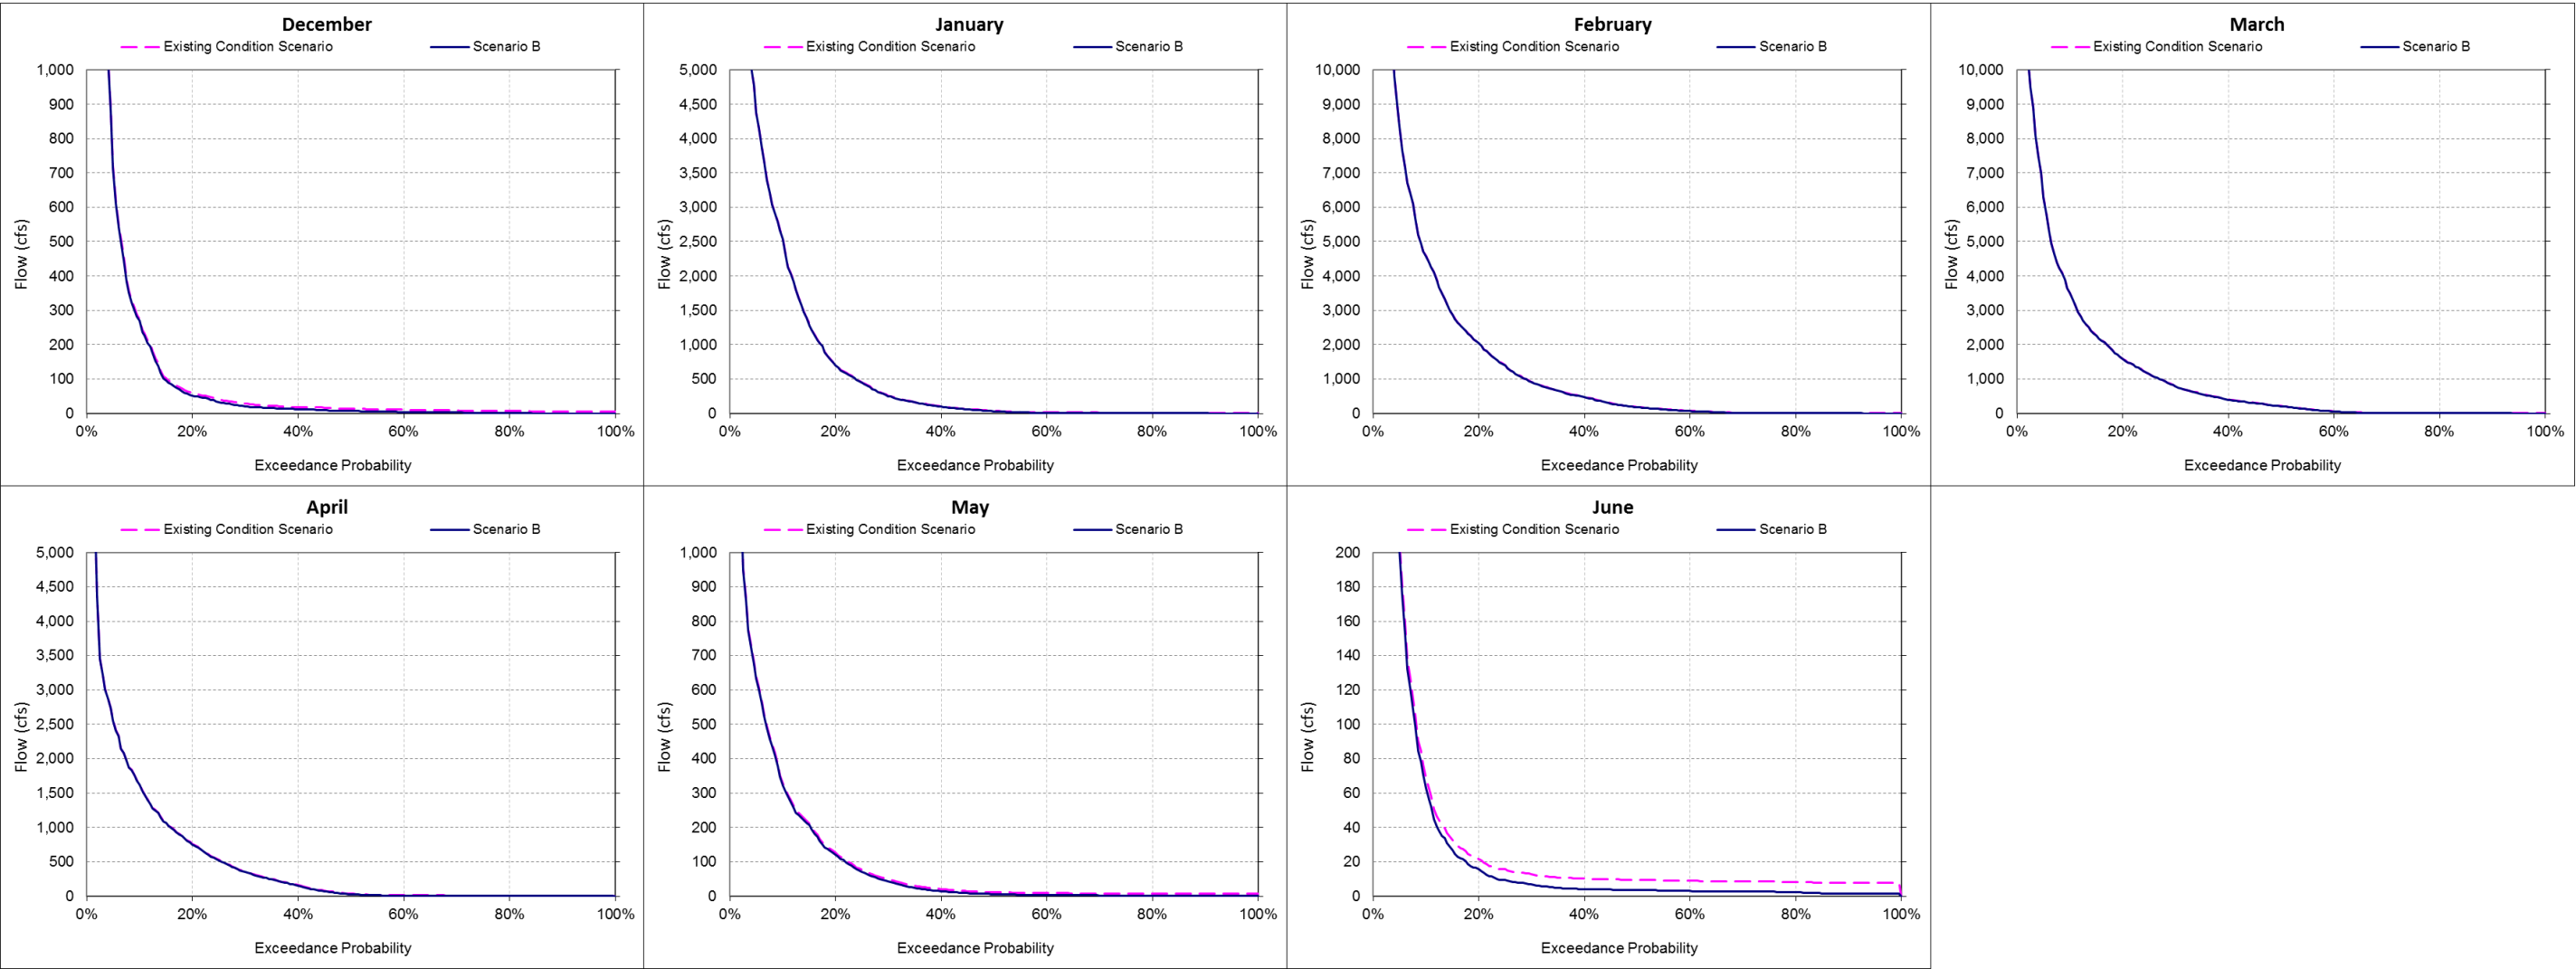 December
Existing Condition Scenario Scenario B
1,000
900
800
700
600
500
400
300
200
100
0
Flow (cfs)
0% 20% 40% 60% 80% 100%
Exceedance Probability
January
Existing Condition Scenario Scenario B
5,000
4,500
4,000
3,500
3,000
2,500
2,000
1,500
1,000
500
0
Flow (cfs)
0% 20% 40% 60% 80% 100%
Exceedance Probability
February
Existing Condition Scenario Scenario B
10,000
9,000
8,000
7,000
6,000
5,000
4,000
3,000
2,000
1,000
0
Flow (cfs)
0% 20% 40% 60% 80% 100%
Exceedance Probability
March
Existing Condition Scenario Scenario B
10,000
9,000
8,000
7,000
6,000
5,000
4,000
3,000
2,000
1,000
0
Flow (cfs)
0% 20% 40% 60% 80% 100%
Exceedance Probability
April
Existing Condition Scenario Scenario B
5,000
4,500
4,000
3,500
3,000
2,500
2,000
1,500
1,000
500
0
Flow (cfs)
0% 20% 40% 60% 80% 100%
Exceedance Probability
May
Existing Condition Scenario Scenario B
1,000
900
800
700
600
500
400
300
200
100
0
Flow (cfs)
0% 20% 40% 60% 80% 100%
Exceedance Probability
June
Existing Condition Scenario Scenario B
200
180
160
140
120
100
80
60
40
20
0
Flow (cfs)
0% 20% 40% 60% 80% 100%
Exceedance Probability